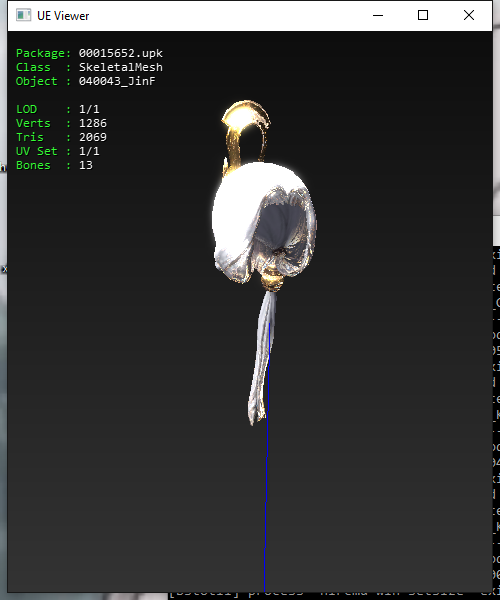 UE Viewer
Package: 00015652.upk
Class : SkeletalMesh
Object : 040043_JinF
LOD : 1/1
Verts : 1286
Tris : 2069
UV Set : 1/1
Bones : 13